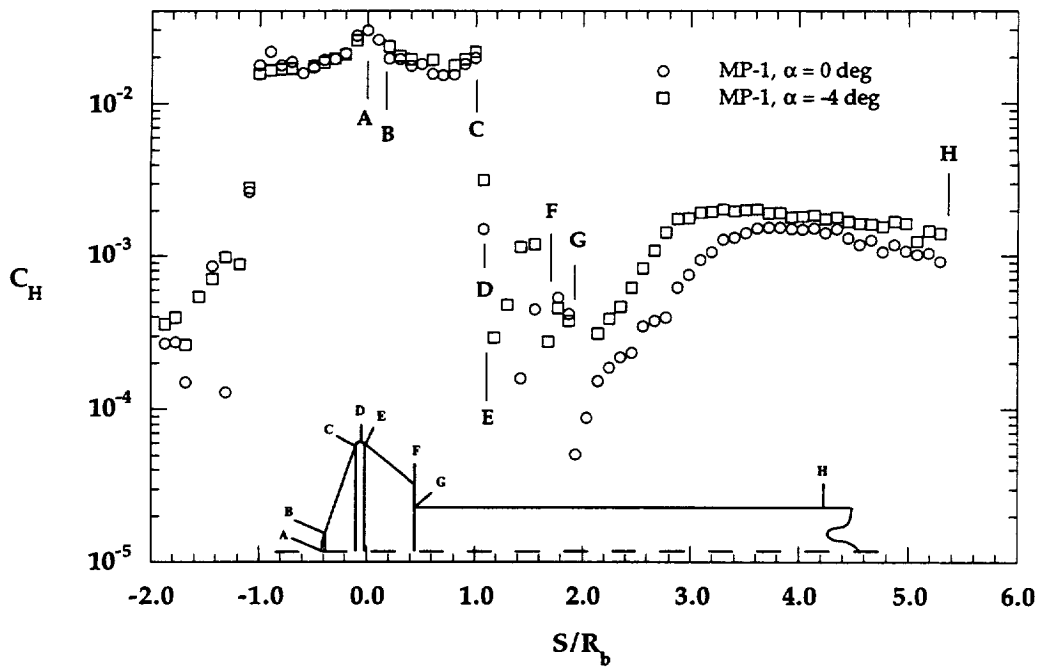 MP-1, α = 0 deg
MP-1, α = -4 deg
10⁻²
10⁻³
10⁻⁴
10⁻⁵
C_H
A
B
C
D
E
F
G
H
A
B
C
D
E
F
G
H
-2.0 -1.0 0.0 1.0 2.0 3.0 4.0 5.0 6.0
S/R_b